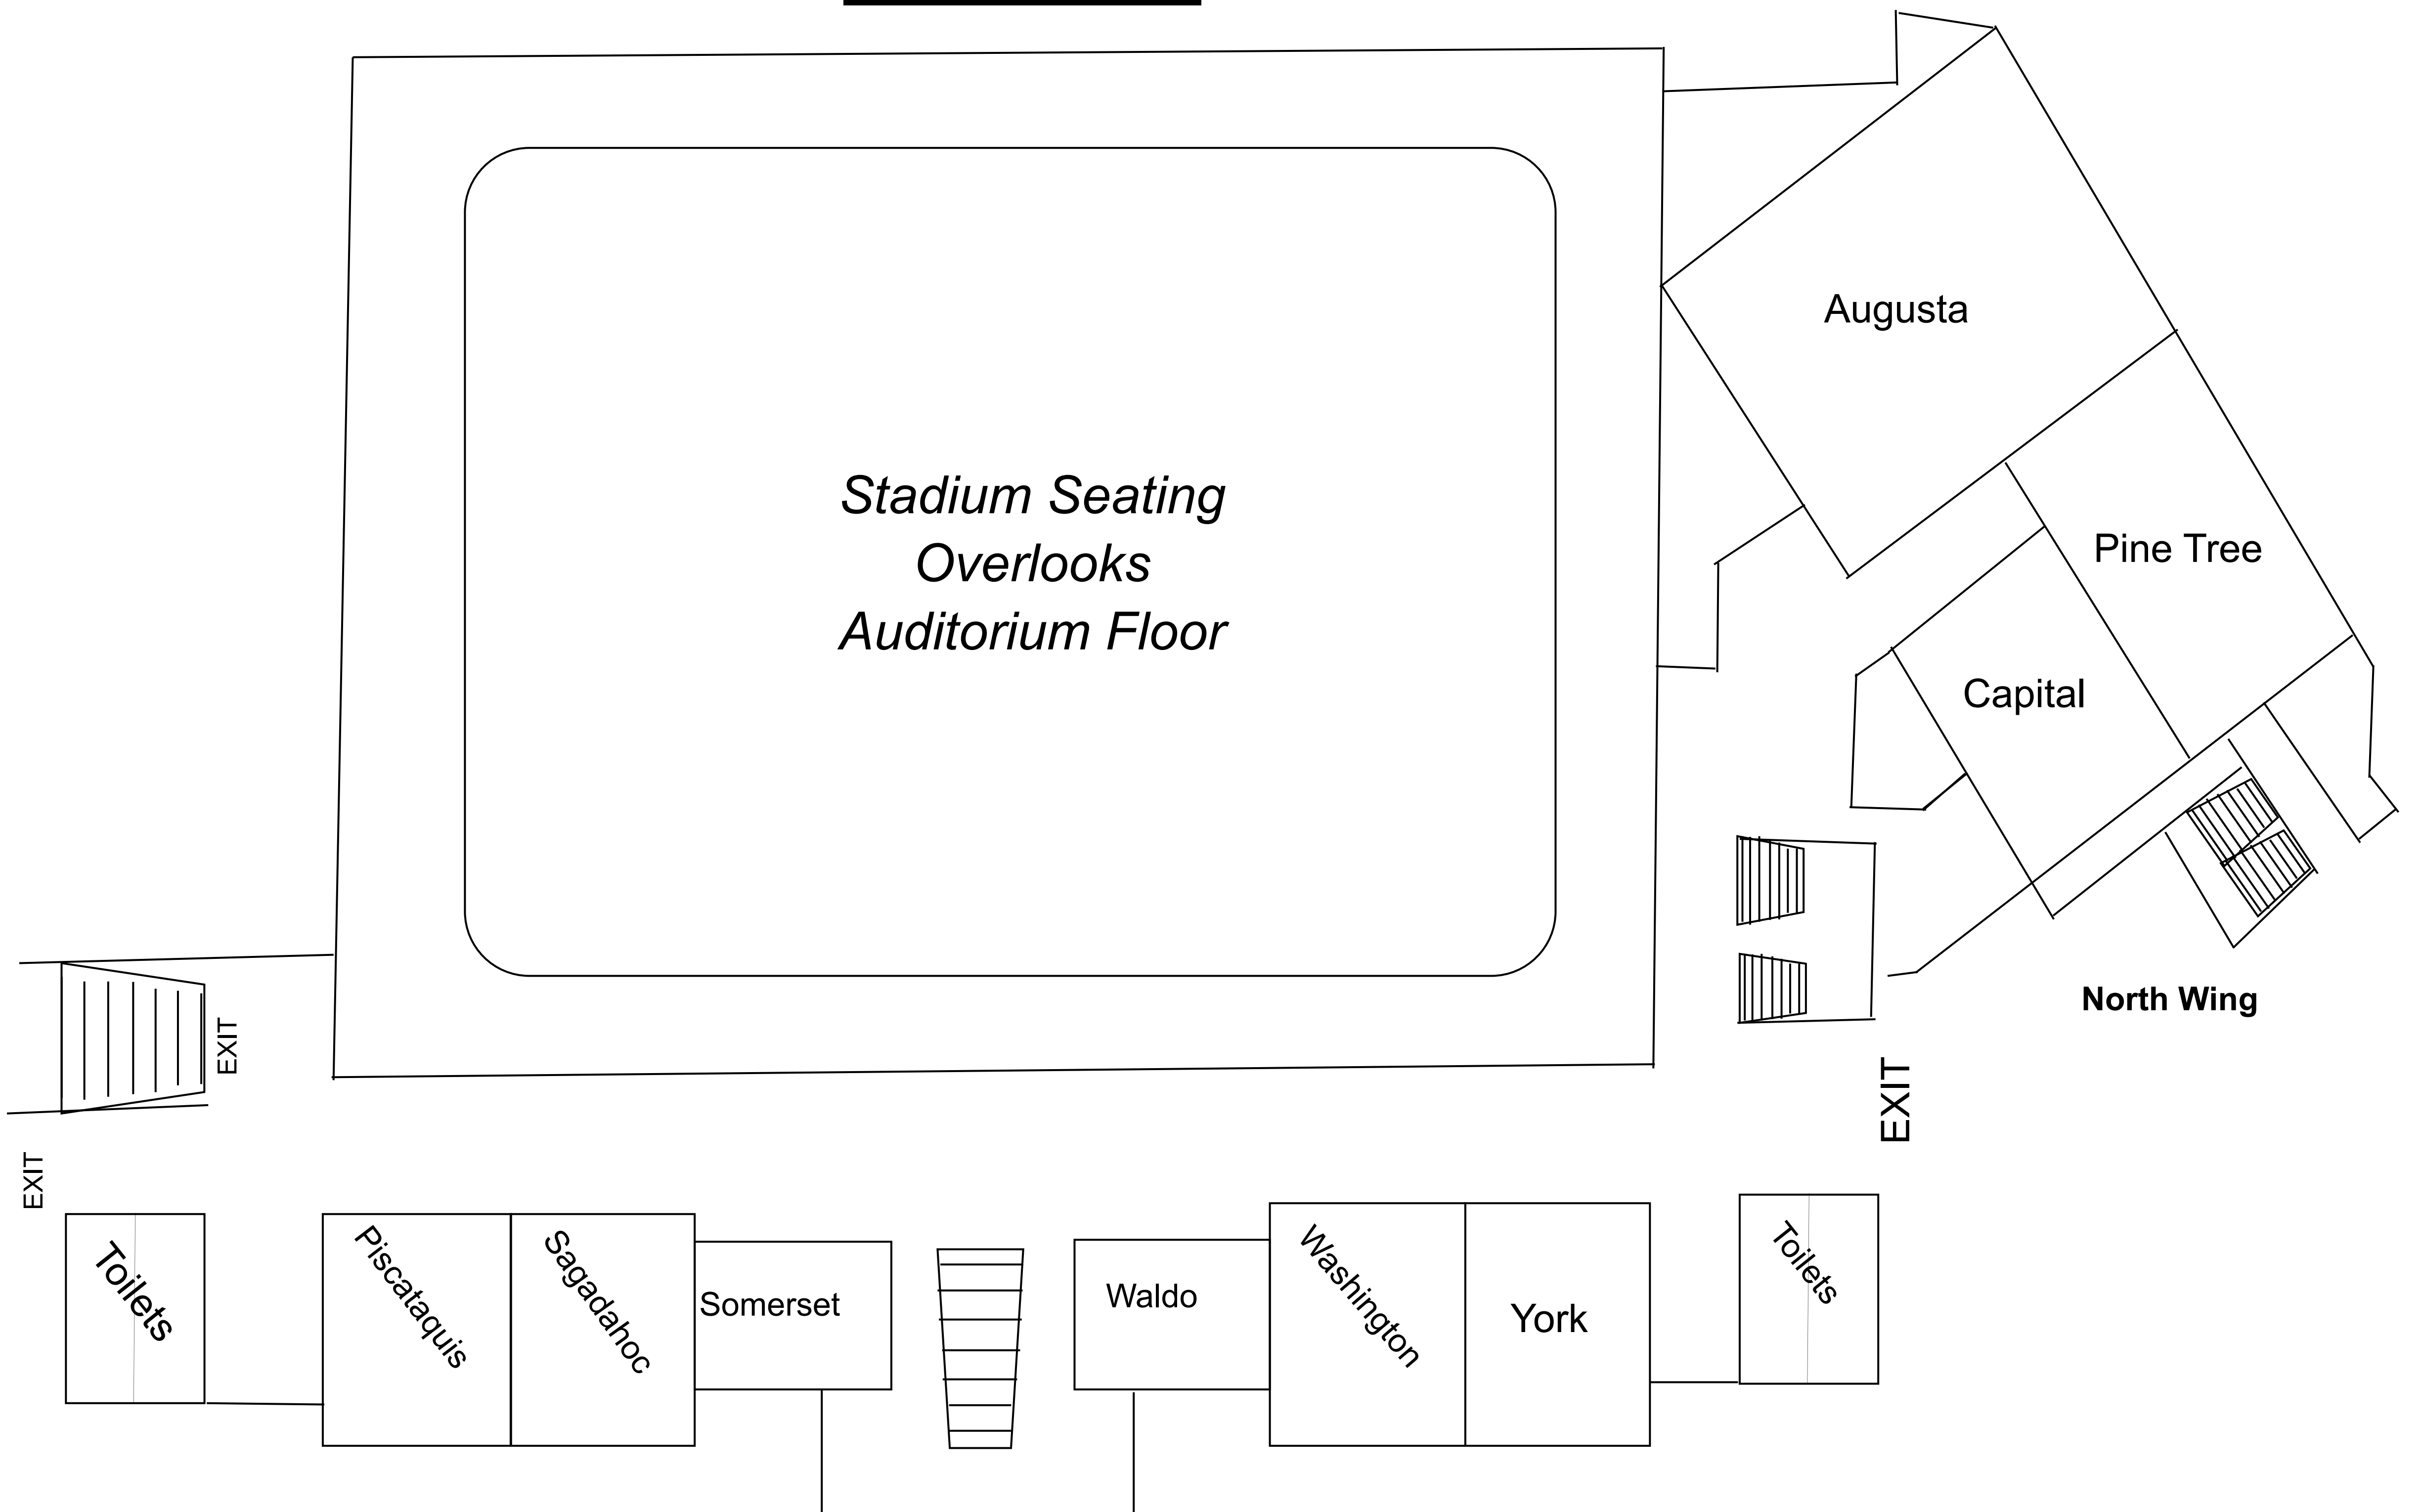 Augusta
Stadium Seating
Overlooks
Auditorium Floor
Pine Tree
Capital
North Wing
EXIT
EXIT
EXIT
Toilets
Piscataquis
Sagadahoc
Somerset
Waldo
Washington
York
Toilets